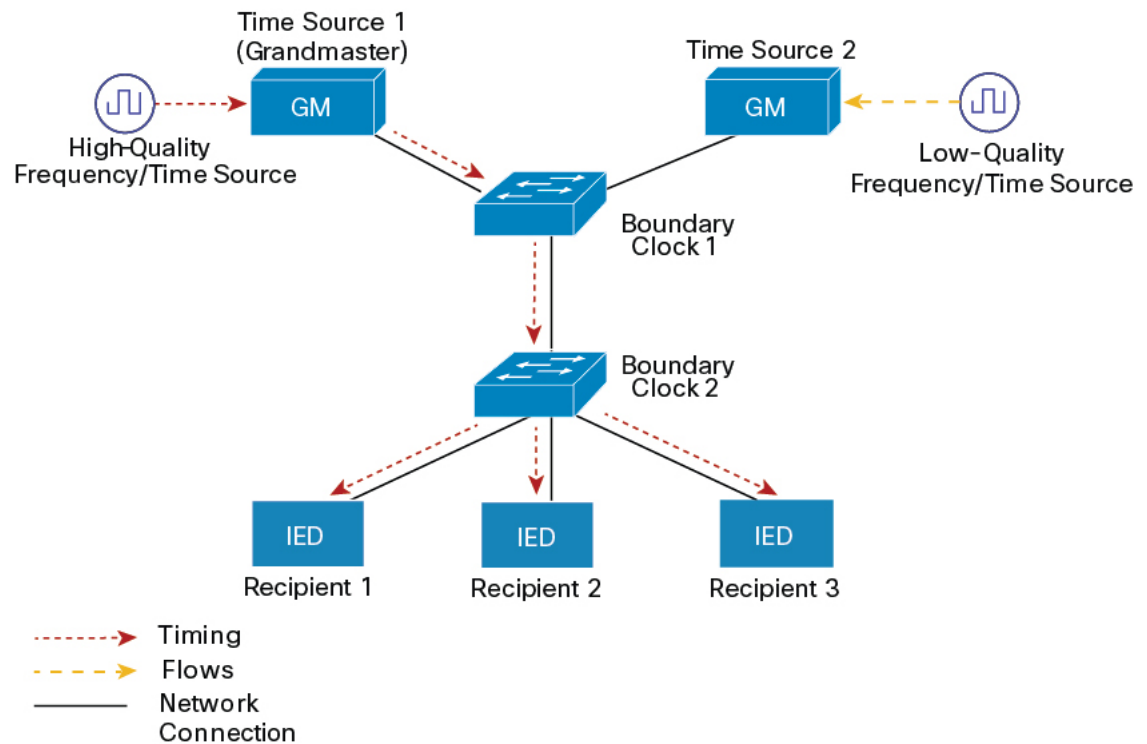 Time Source 1
(Grandmaster)
Time Source 2
GM
GM
High-Quality
Frequency/Time Source
Low-Quality
Frequency/Time Source
Boundary
Clock 1
Boundary
Clock 2
IED
IED
IED
Recipient 1
Recipient 2
Recipient 3
Timing
Flows
Network
Connection